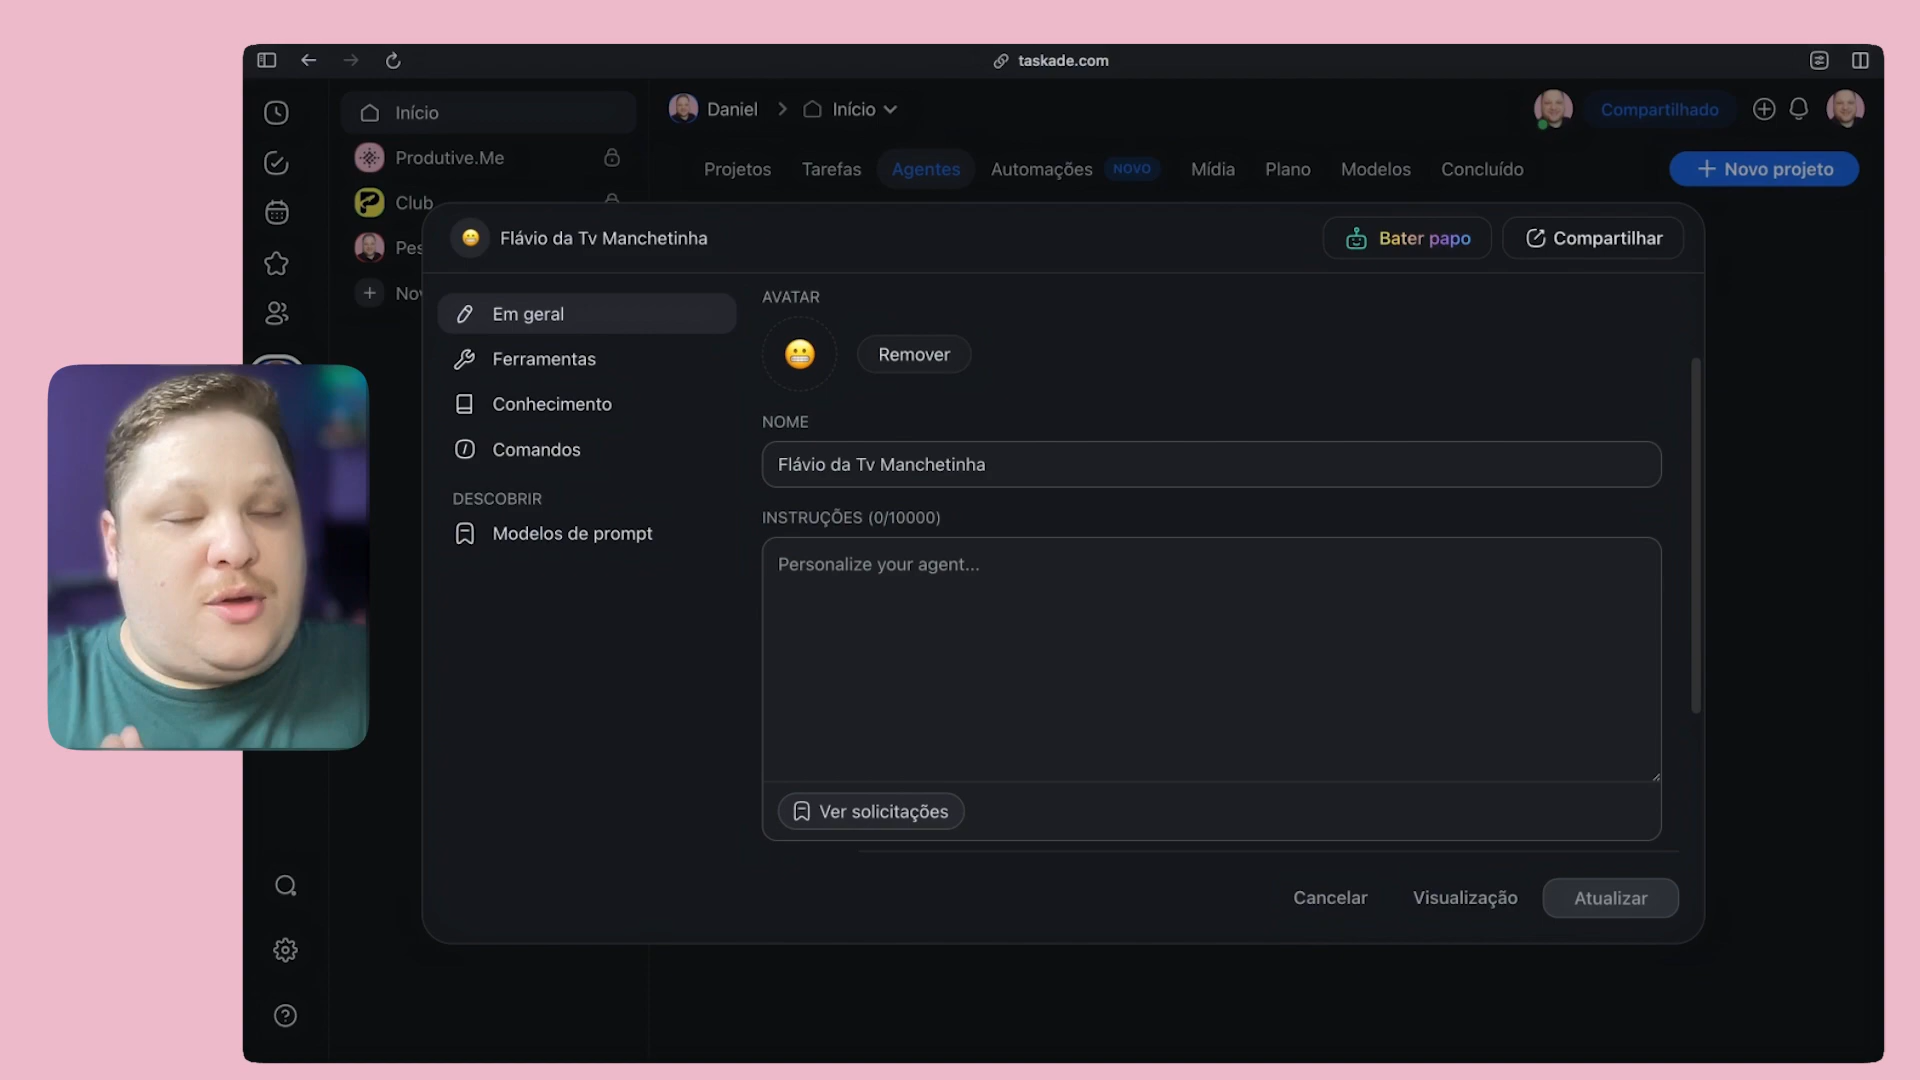 taskade.com
Início
Produtive.Me
Club
Pes
Nov
Daniel
Início
Compartilhado
Projetos
Tarefas
Agentes
Automações
NOVO
Mídia
Plano
Modelos
Concluído
Novo projeto
Flávio da Tv Manchetinha
Bater papo
Compartilhar
Em geral
Ferramentas
Conhecimento
Comandos
DESCOBRIR
Modelos de prompt
AVATAR
Remover
NOME
Flávio da Tv Manchetinha
INSTRUÇÕES (0/10000)
Personalize your agent...
Ver solicitações
Cancelar
Visualização
Atualizar